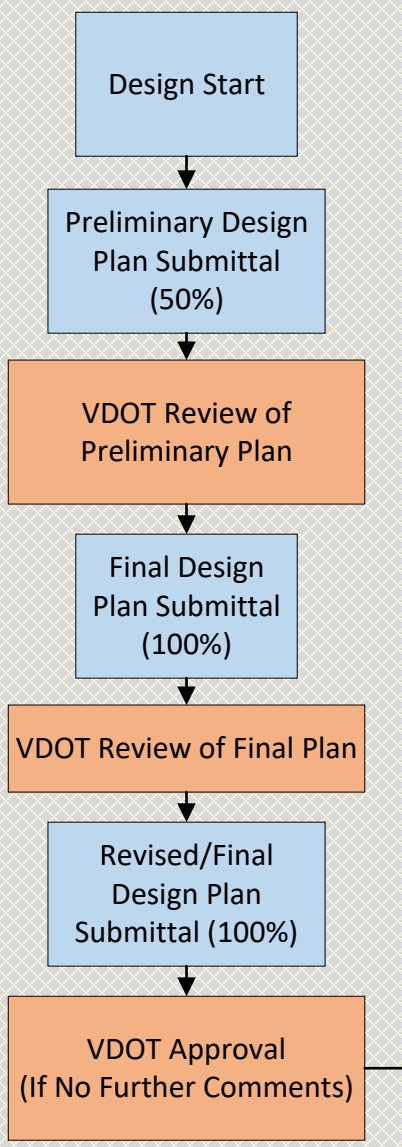 Design Start
Preliminary Design
Plan Submittal
(50%)
VDOT Review of
Preliminary Plan
Final Design
Plan Submittal
(100%)
VDOT Review of Final Plan
Revised/Final
Design Plan
Submittal (100%)
VDOT Approval
(If No Further Comments)